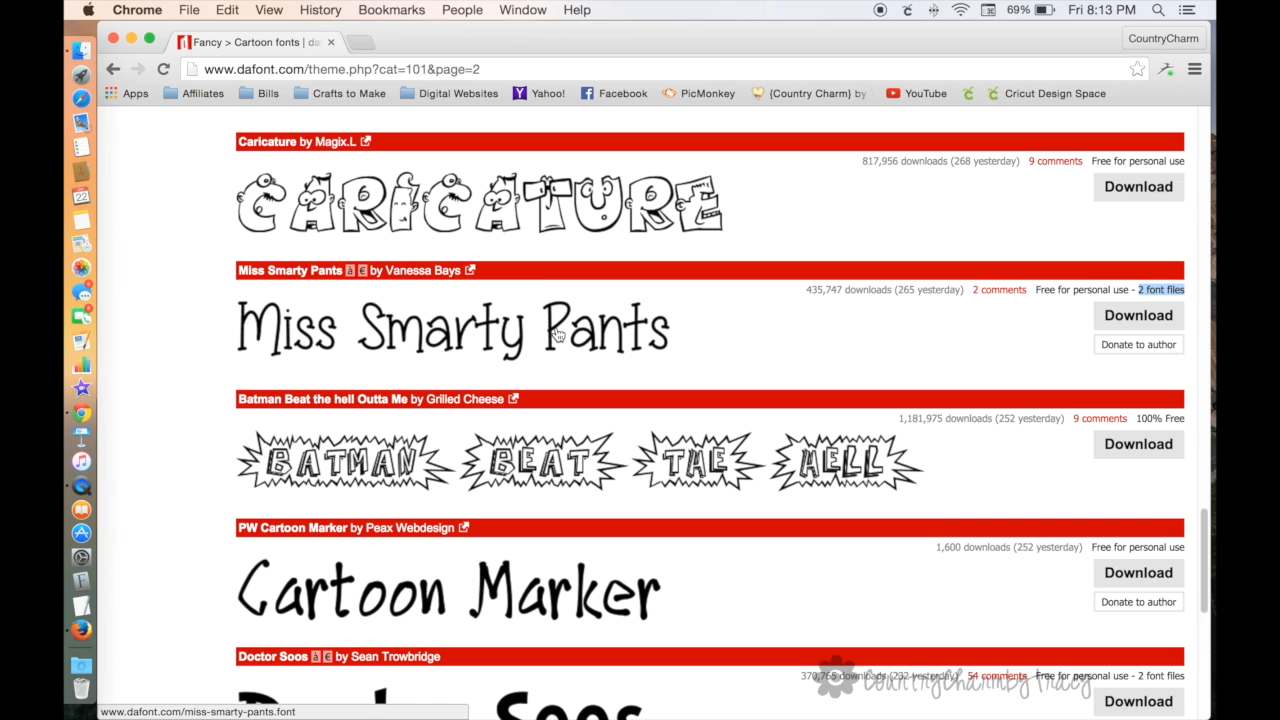 Chrome File Edit View History Bookmarks People Window Help 69% Fri 8:13 PM
Fancy > Cartoon fonts | da CountryCharm
www.dafont.com/theme.php?cat=101&page=2
Apps Affiliates Bills Crafts to Make Digital Websites Yahoo! Facebook PicMonkey {Country Charm} by YouTube Cricut Design Space
Caricature by Magix.L
817,956 downloads (268 yesterday) 9 comments Free for personal use
Download
CARICATURE
Miss Smarty Pants à € by Vanessa Bays
435,747 downloads (265 yesterday) 2 comments Free for personal use - 2 font files
Download
Miss Smarty Pants
Donate to author
Batman Beat the hell Outta Me by Grilled Cheese
1,181,975 downloads (252 yesterday) 9 comments 100% Free
Download
BATMAN BEAT THE HELL
PW Cartoon Marker by Peax Webdesign
1,600 downloads (252 yesterday) Free for personal use
Download
Cartoon Marker
Donate to author
Doctor Soos à € by Sean Trowbridge
370,765 downloads (232 yesterday) 54 comments Free for personal use - 2 font files
CountryCharmbyTracy
Download
Doctor Soos
www.dafont.com/miss-smarty-pants.font